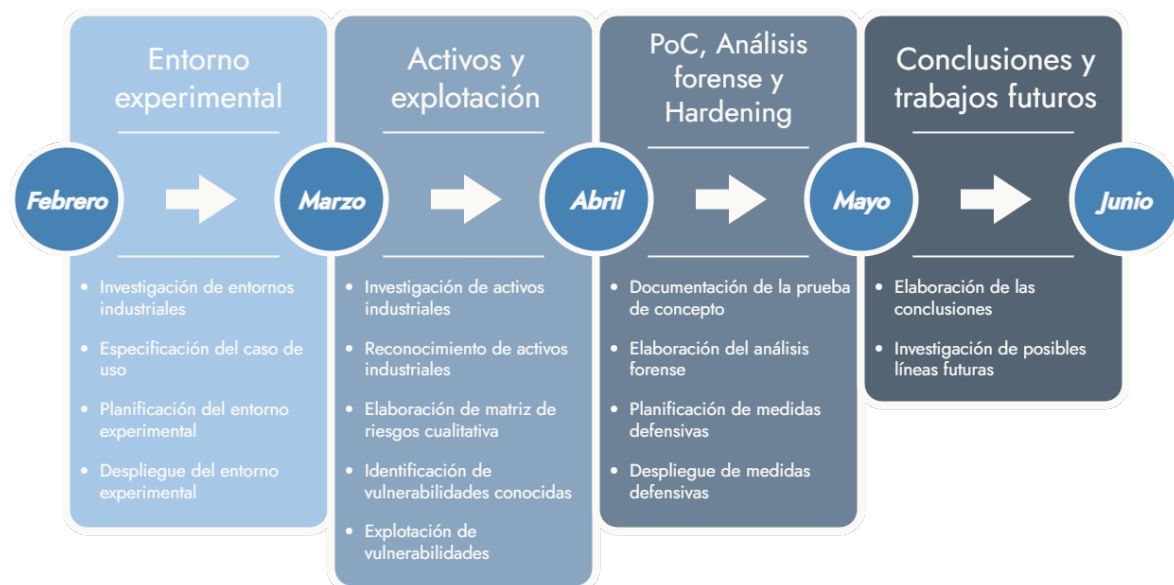 Entorno
experimental
Activos y
explotación
PoC, Análisis
forense y
Hardening
Conclusiones y
trabajos futuros
Febrero
Marzo
Abril
Mayo
Junio
• Investigación de entornos
industriales
• Especificación del caso de
uso
• Planificación del entorno
experimental
• Despliegue del entorno
experimental
• Investigación de activos
industriales
• Reconocimiento de activos
industriales
• Elaboración de matriz de
riesgos cualitativa
• Identificación de
vulnerabilidades conocidas
• Explotación de
vulnerabilidades
• Documentación de la prueba
de concepto
• Elaboración del análisis
forense
• Planificación de medidas
defensivas
• Despliegue de medidas
defensivas
• Elaboración de las
conclusiones
• Investigación de posibles
líneas futuras